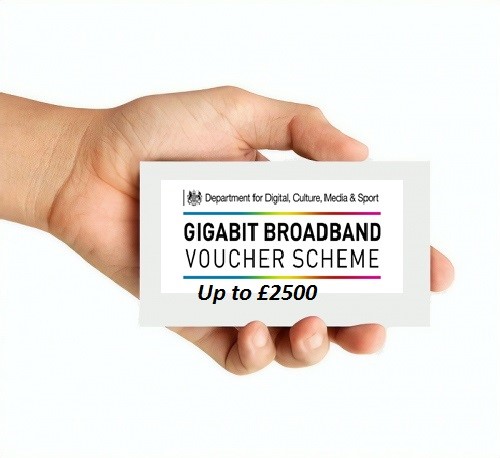 Department for Digital, Culture, Media & Sport
GIGABIT BROADBAND
VOUCHER SCHEME
Up to £2500